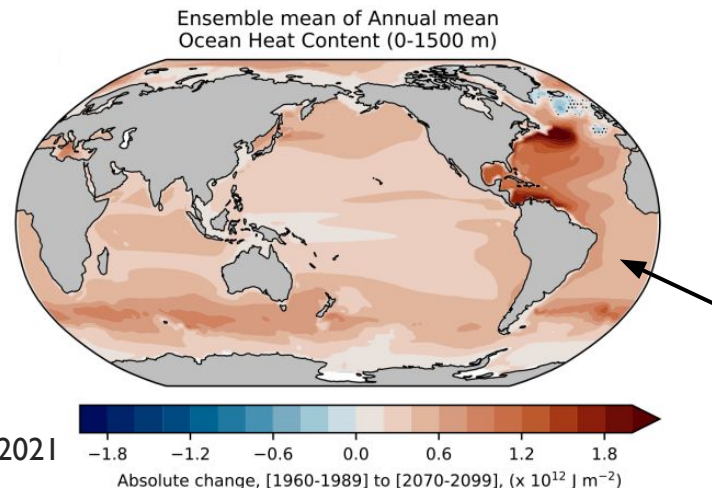 Ensemble mean of Annual mean
Ocean Heat Content (0-1500 m)
2021
−1.8 −1.2 −0.6 0.0 0.6 1.2 1.8
Absolute change, [1960-1989] to [2070-2099], (x 10¹² J m⁻²)